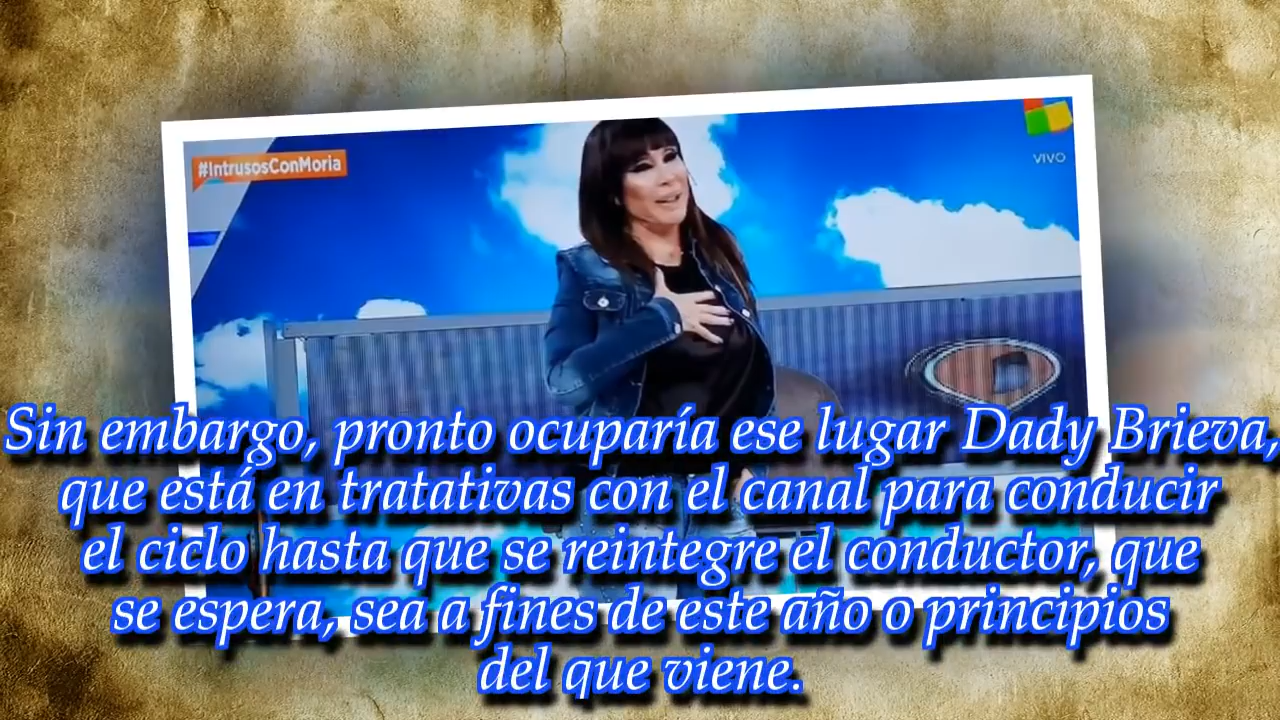 #IntrusosConMoria
VIVO
Sin embargo, pronto ocuparía ese lugar Dady Brieva,
que está en tratativas con el canal para conducir
el ciclo hasta que se reintegre el conductor, que
se espera, sea a fines de este año o principios
del que viene.